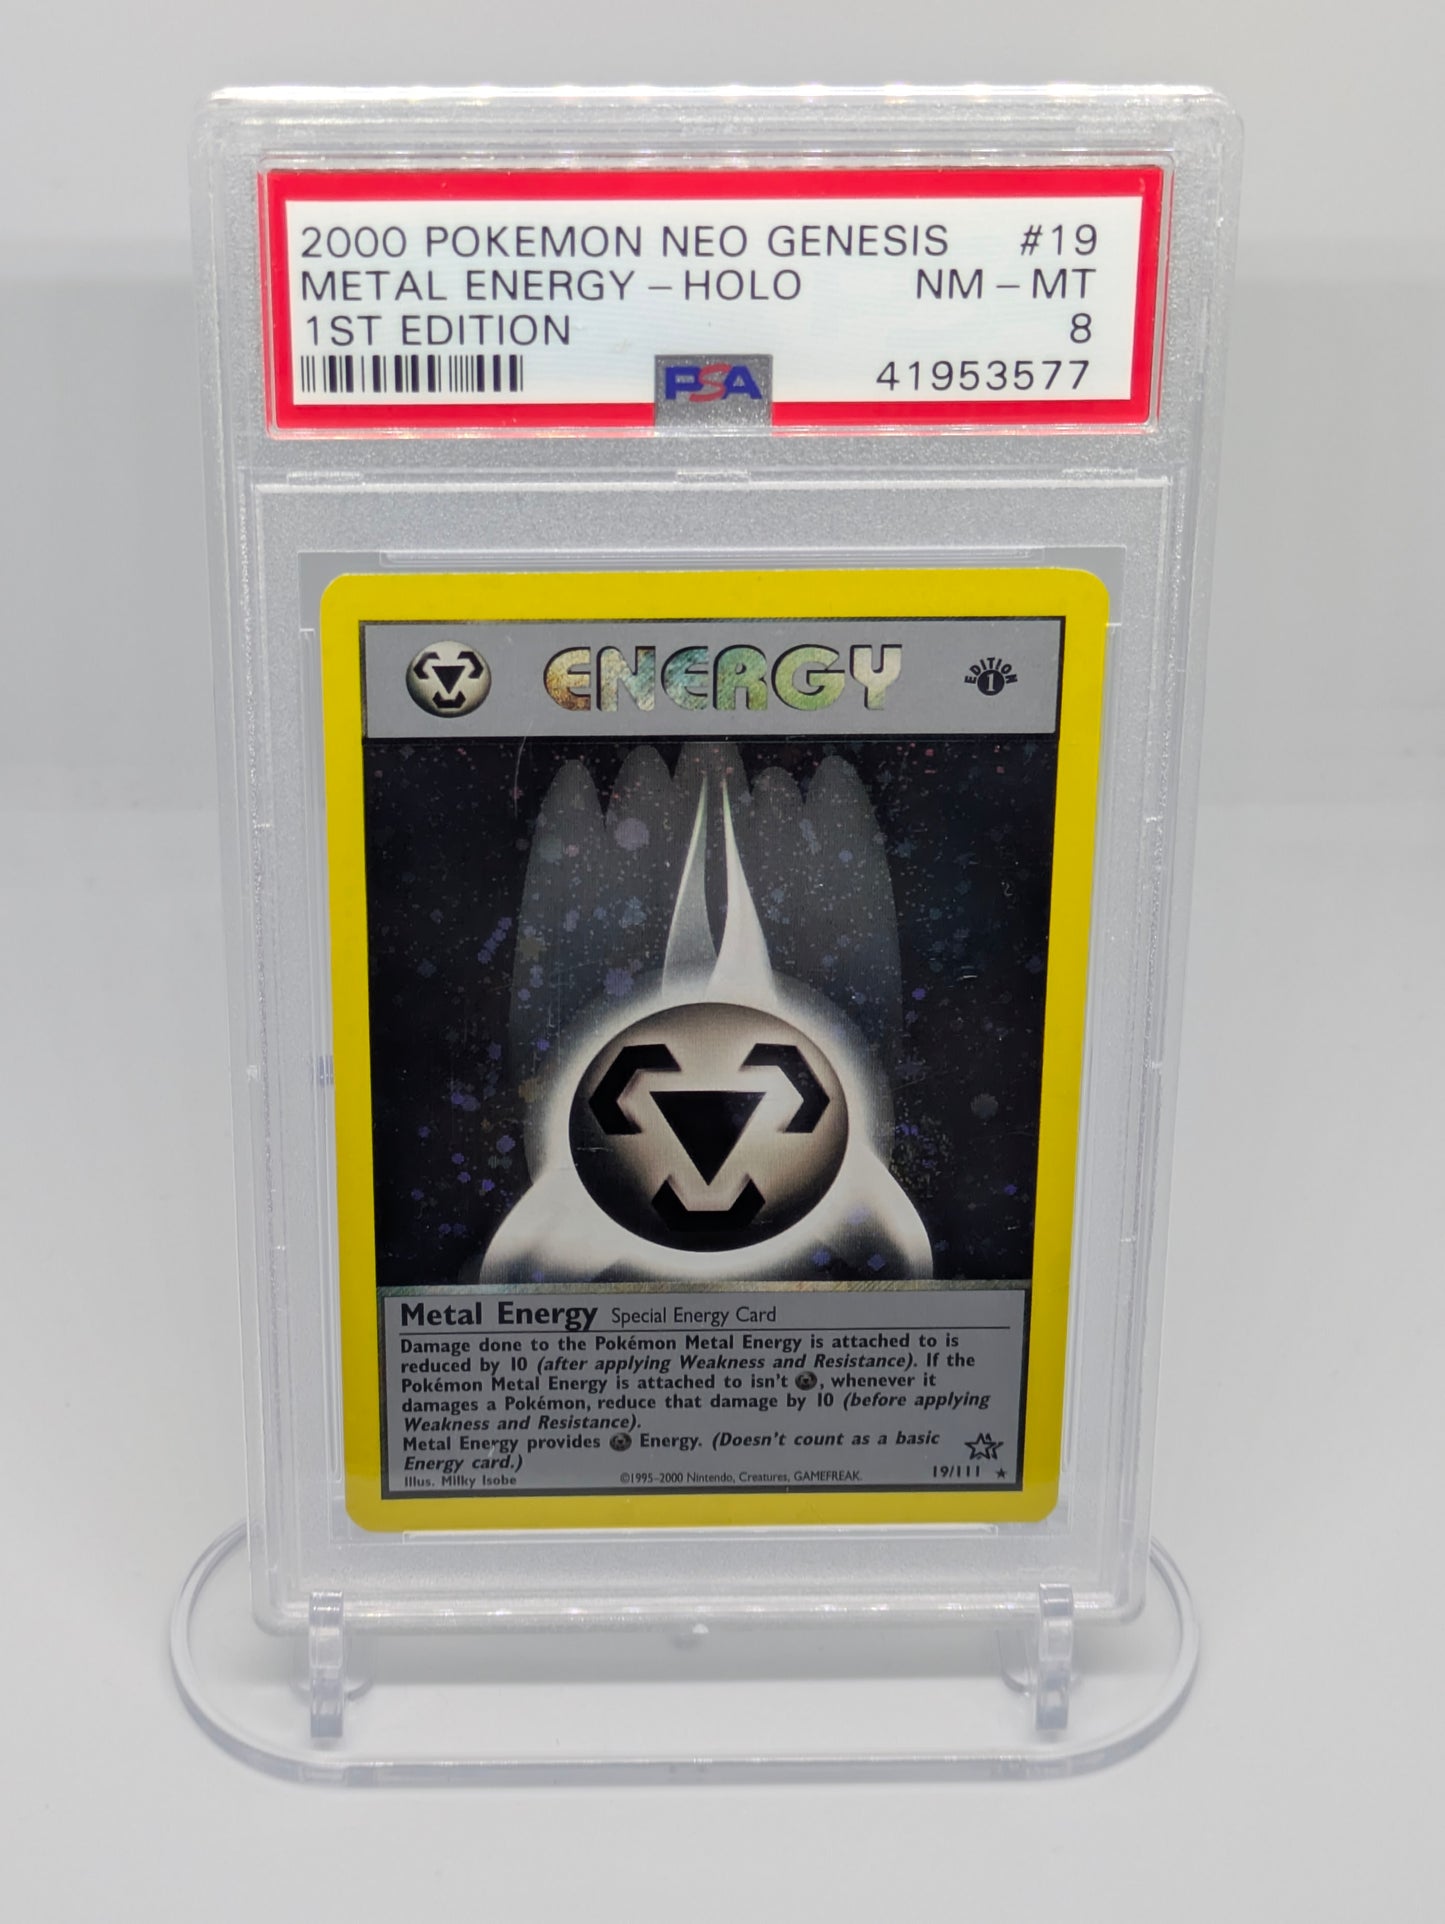 2000 POKEMON NEO GENESIS #19
METAL ENERGY – HOLO NM – MT
1ST EDITION 8
PSA 41953577
ENERGY EDITION 1
Metal Energy Special Energy Card
Damage done to the Pokémon Metal Energy is attached to is
reduced by 10 (after applying Weakness and Resistance). If the
Pokémon Metal Energy is attached to isn't , whenever it
damages a Pokémon, reduce that damage by 10 (before applying
Weakness and Resistance).
Metal Energy provides Energy. (Doesn't count as a basic
Energy card.)
Illus. Milky Isobe ©1995-2000 Nintendo, Creatures, GAMEFREAK. 19/111 ★